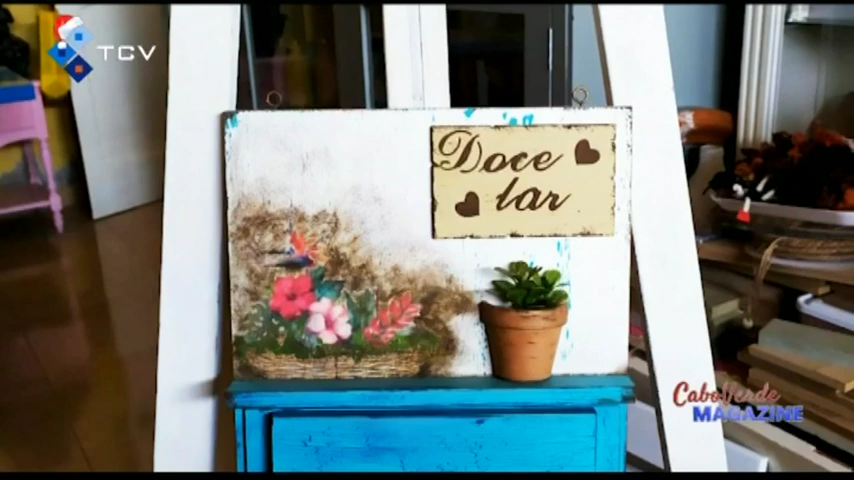 TCV
Doce
lar
CaboVerde
MAGAZINE